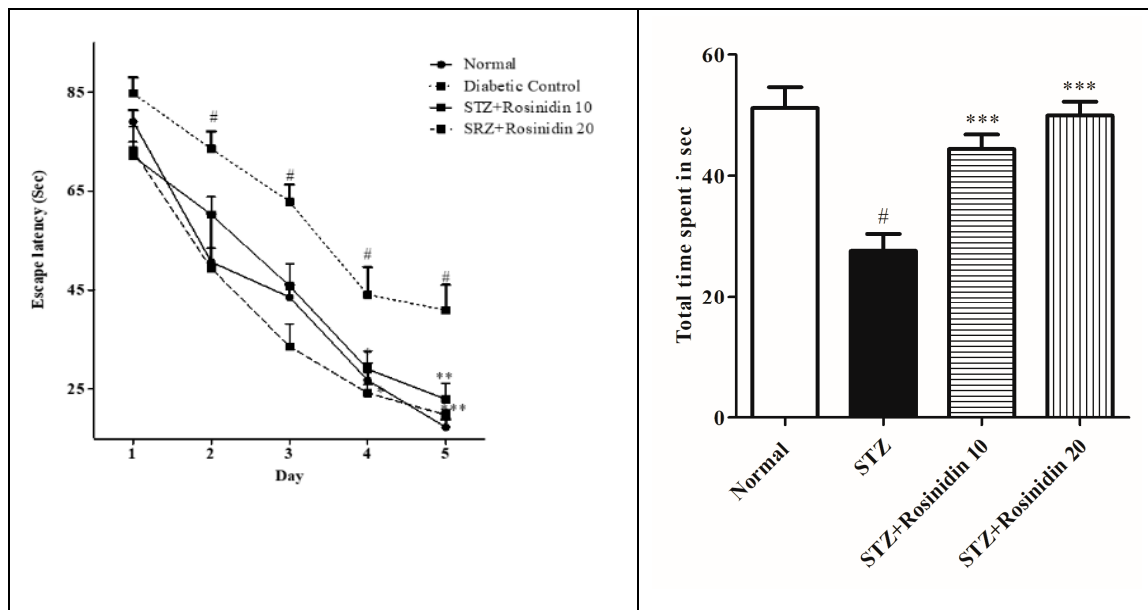 Normal
Diabetic Control
STZ+Rosinidin 10
SRZ+Rosinidin 20
Escape latency (Sec)
85
65
45
25
#
#
#
#
*
*
**
***
1 2 3 4 5
Day
Total time spent in sec
60
40
20
0
#
***
***
Normal
STZ
STZ+Rosinidin 10
STZ+Rosinidin 20